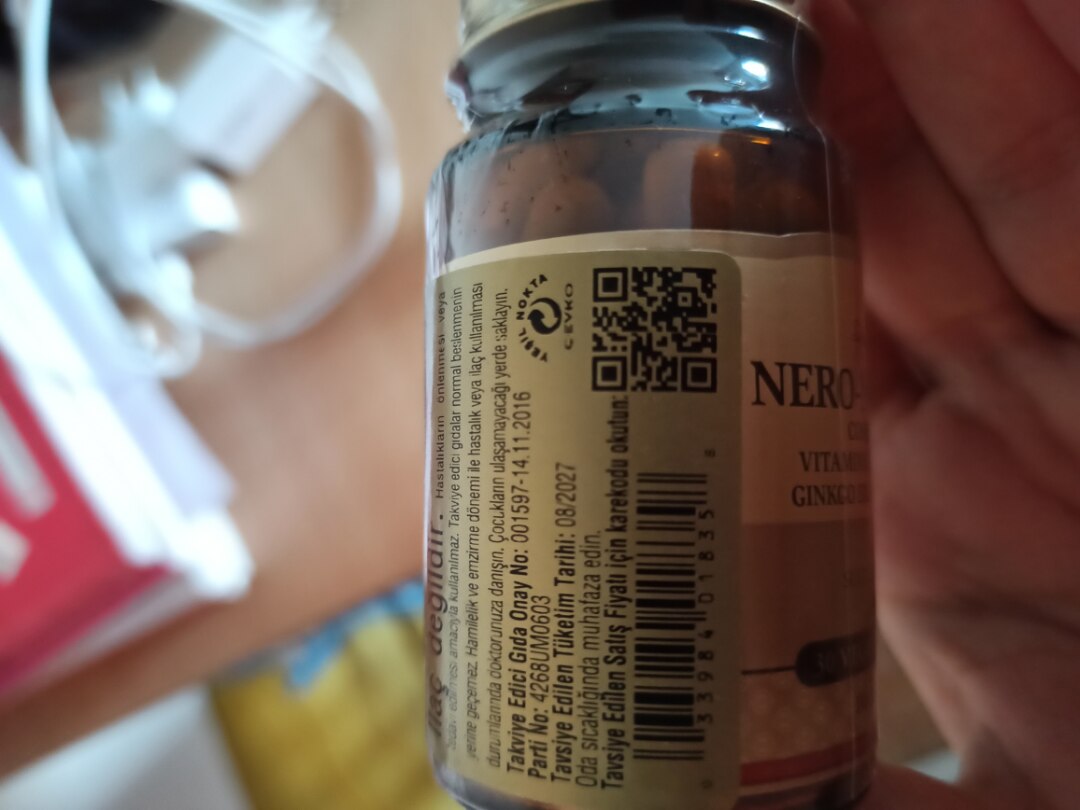 ilaç değildir. Hastalıkların önlenmesi veya
tedavi edilmesi amacıyla kullanılmaz. Takviye edici gıdalar normal beslenmenin
yerine geçemez. Hamilelik ve emzirme dönemi ile hastalık veya ilaç kullanılması
durumlarında doktorunuza danışın. Çocukların ulaşamayacağı yerde saklayın.
Takviye Edici Gıda Onay No: 001597-14.11.2016
Parti No: 4268UM0603
Tavsiye Edilen Tüketim Tarihi: 08/2027
Oda sıcaklığında muhafaza edin.
Tavsiye Edilen Satış Fiyatı için karekodu okutun:
YEŞİL NOKTA
ÇEVKO
NERO-
VITAMIN
GINKGO